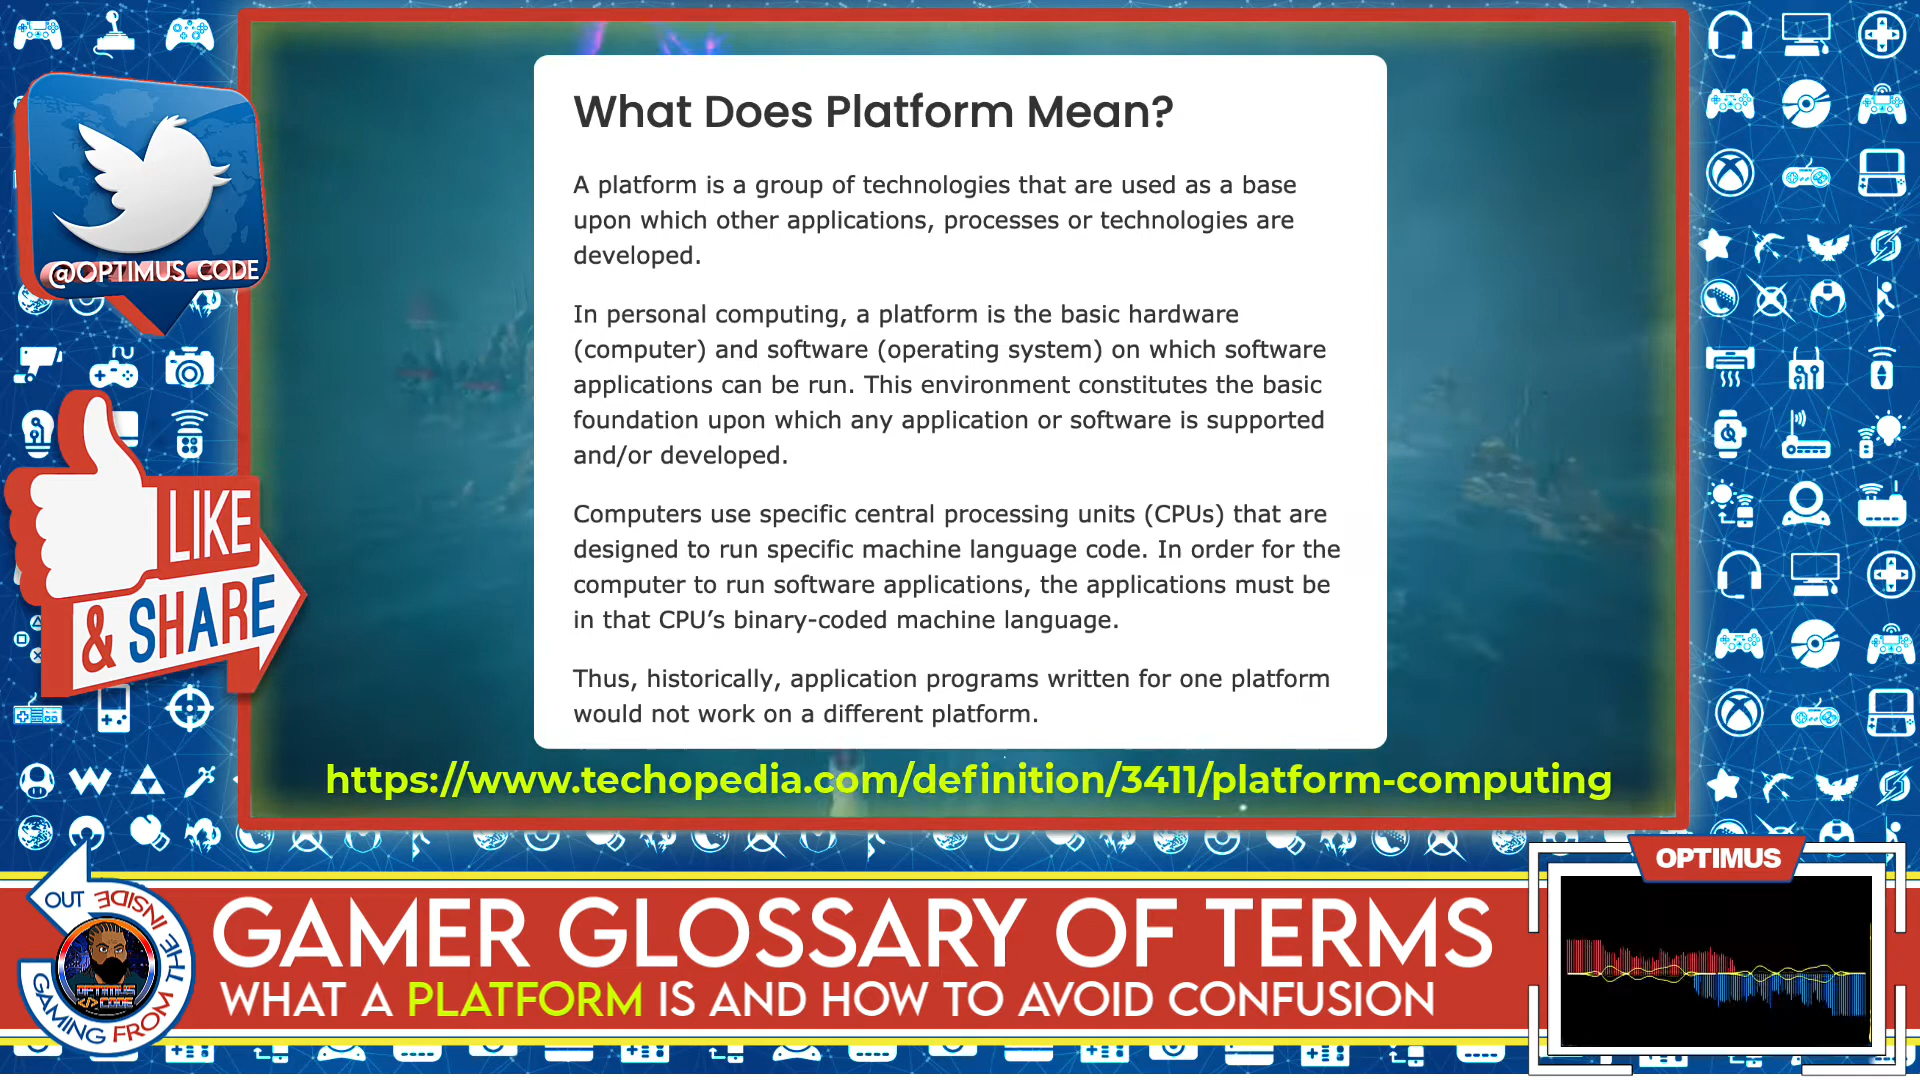 What Does Platform Mean?
A platform is a group of technologies that are used as a base
upon which other applications, processes or technologies are
developed.
In personal computing, a platform is the basic hardware
(computer) and software (operating system) on which software
applications can be run. This environment constitutes the basic
foundation upon which any application or software is supported
and/or developed.
Computers use specific central processing units (CPUs) that are
designed to run specific machine language code. In order for the
computer to run software applications, the applications must be
in that CPU’s binary-coded machine language.
Thus, historically, application programs written for one platform
would not work on a different platform.
https://www.techopedia.com/definition/3411/platform-computing
@OPTIMUS_CODE
LIKE
& SHARE
OPTIMUS
GAMER GLOSSARY OF TERMS
WHAT A PLATFORM IS AND HOW TO AVOID CONFUSION
GAMING FROM THE INSIDE OUT
OPTIMUS
</> CODE